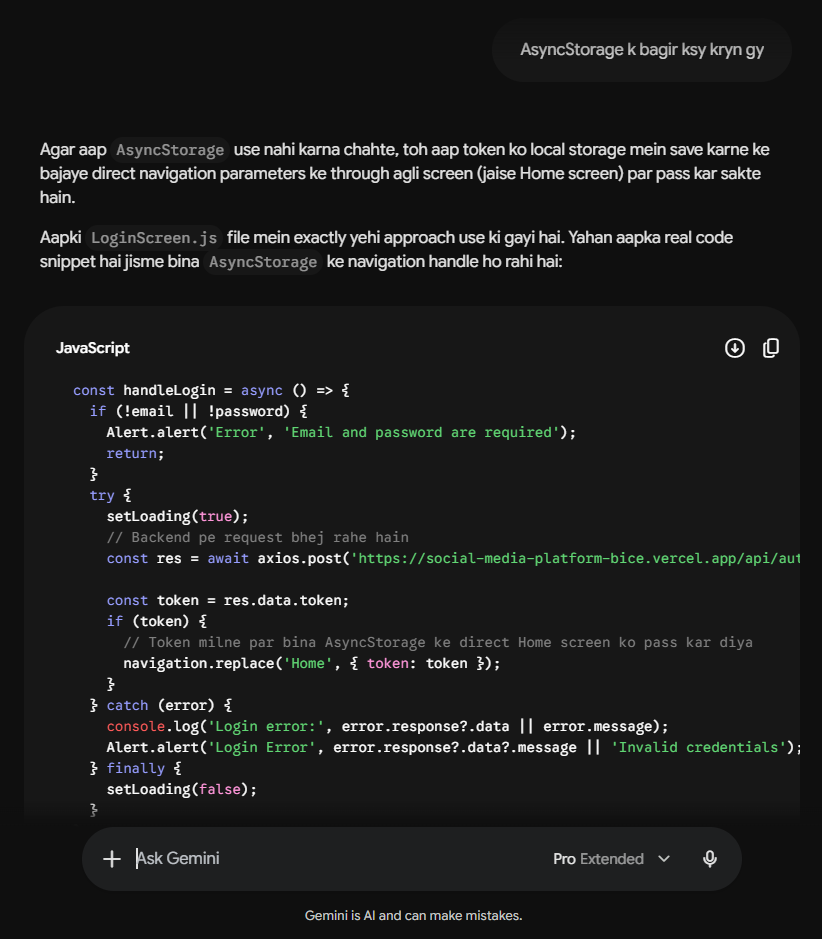 AsyncStorage k bagir ksy kryn gy
Agar aap AsyncStorage use nahi karna chahte, toh aap token ko local storage mein save karne ke
bajaye direct navigation parameters ke through agli screen (jaise Home screen) par pass kar sakte
hain.
Aapki LoginScreen.js file mein exactly yehi approach use ki gayi hai. Yahan aapka real code
snippet hai jisme bina AsyncStorage ke navigation handle ho rahi hai:
JavaScript
const handleLogin = async () => {
  if (!email || !password) {
    Alert.alert('Error', 'Email and password are required');
    return;
  }
  try {
    setLoading(true);
    // Backend pe request bhej rahe hain
    const res = await axios.post('https://social-media-platform-bice.vercel.app/api/aut
    const token = res.data.token;
    if (token) {
      // Token milne par bina AsyncStorage ke direct Home screen ko pass kar diya
      navigation.replace('Home', { token: token });
    }
  } catch (error) {
    console.log('Login error:', error.response?.data || error.message);
    Alert.alert('Login Error', error.response?.data?.message || 'Invalid credentials');
  } finally {
    setLoading(false);
  }
Ask Gemini
Pro Extended
Gemini is AI and can make mistakes.